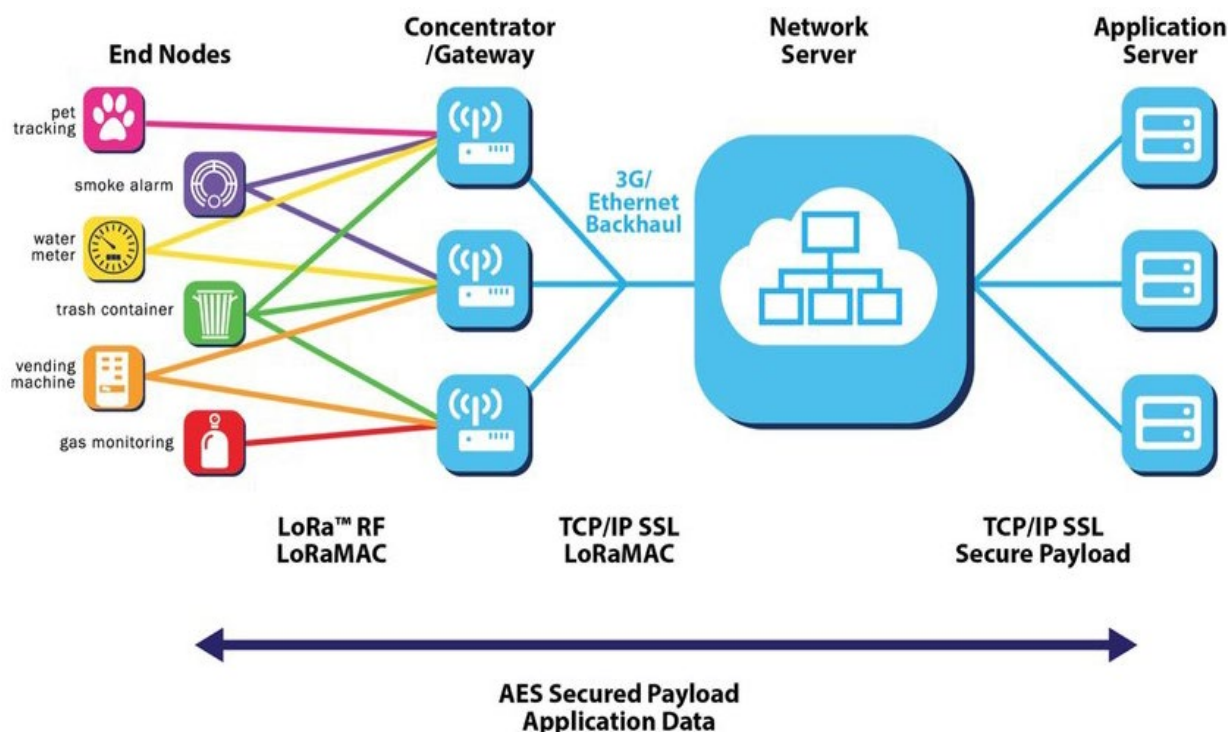 End Nodes
Concentrator
/Gateway
Network
Server
Application
Server
pet
tracking
smoke alarm
water
meter
trash container
vending
machine
gas monitoring
3G/
Ethernet
Backhaul
LoRa™ RF
LoRaMAC
TCP/IP SSL
LoRaMAC
TCP/IP SSL
Secure Payload
AES Secured Payload
Application Data